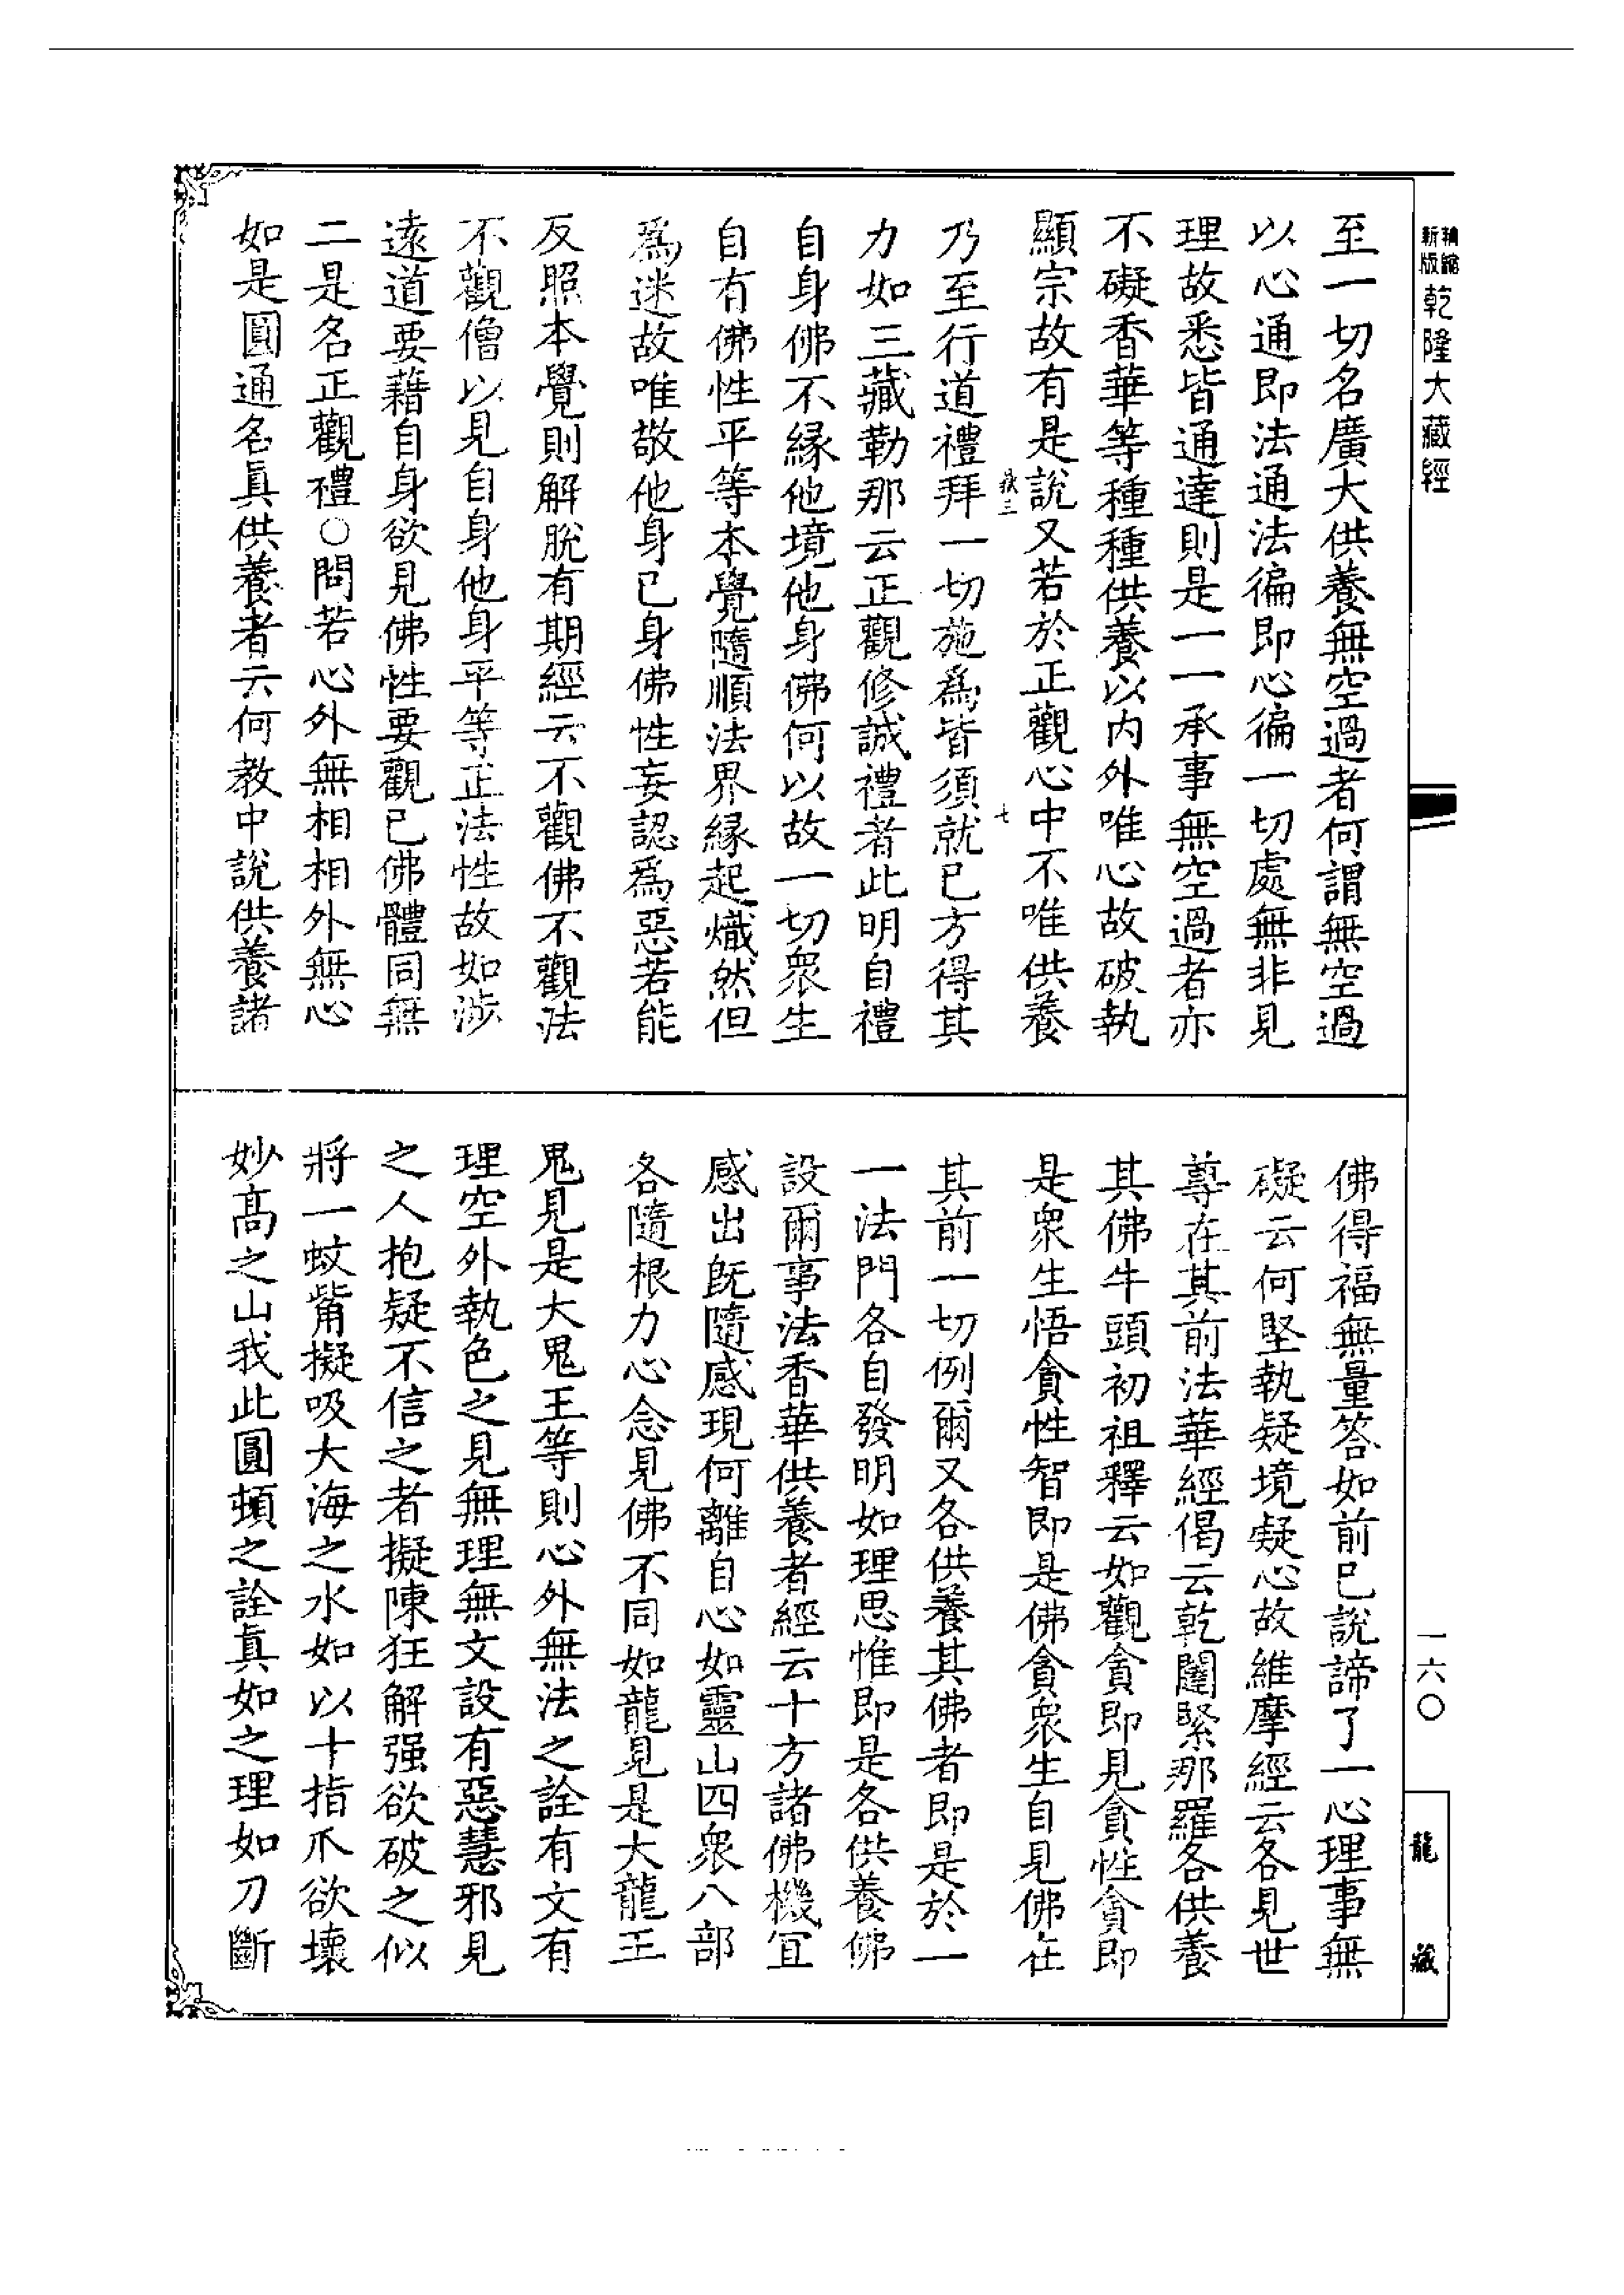 新版
乾隆大藏經
至一切名廣大供養無空過者何謂無空過
以心通即法通法徧即心徧一切處無非見
理故悉皆通達則是一一承事無空過者亦
不礙香華等種種供養以内外唯心故破執
顯宗故有是說又若於正觀心中不唯供養
七
乃至行道禮拜一切施爲皆須就已方得其
力如三藏勒那云正觀修誠禮者此明自禮
自身佛不緣他境他身佛何以故一切衆生
自有佛性平等本覺隨順法界緣起熾然但
爲迷故唯敬他身已身佛性妄認爲惡若能
反照本覺則解脫有期經云不觀佛不觀法
不觀僧以見自身他身平等正法性故如涉
遠道要藉自身欲見佛性要觀已佛體同無
二是名正觀禮○問若心外無相相外無心
如是圓通名真供養者云何教中說供養諸
佛得福無量答如前已說諦了一心理事無
礙云何堅執疑境疑心故維摩經云各見世
尊在其前法華經偈云乾闥緊那羅各供養
其佛牛頭初祖釋云如觀貪即見貪性貪即
是衆生悟貪性智即是佛貪衆生自見佛在
其前一切例爾又各供養其佛者即是於一
一法門各自發明如理思惟即是各供養佛
設爾事法香華供養者經云十方諸佛機宜
感出旣隨感現何離自心如靈山四衆八部
各隨根力心念見佛不同如龍見是大龍王
鬼見是大鬼王等則心外無法之詮有文有
理空外執色之見無理無文設有惡慧邪見
之人抱疑不信之者擬陳狂解强欲破之似
將一蚊觜擬吸大海之水如以十指爪欲壞
妙高之山我此圓頓之詮真如之理如刀斷
一六〇
龍藏